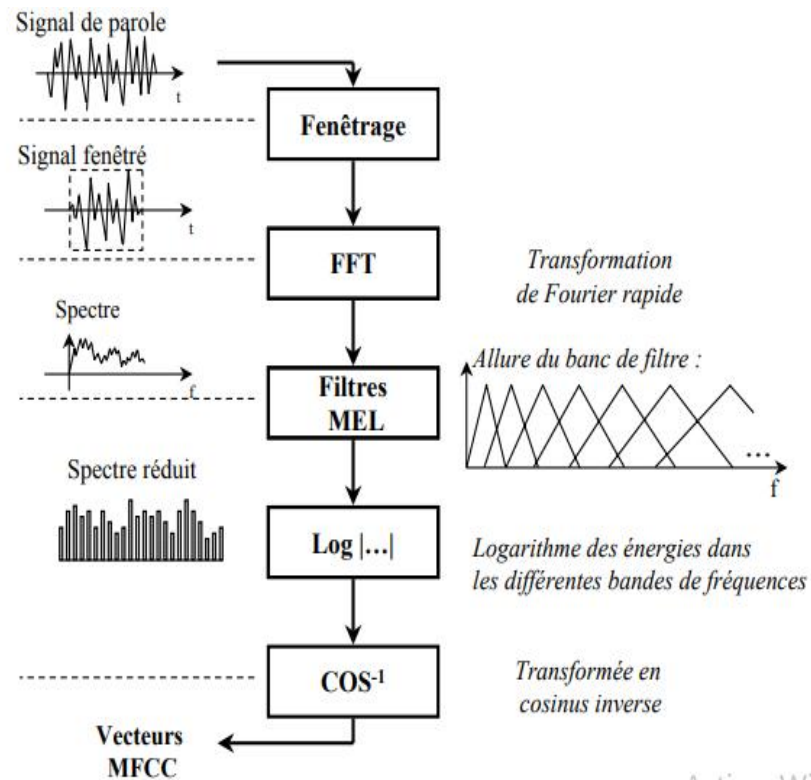 Signal de parole
t
Fenêtrage
Signal fenêtré
t
FFT
Transformation
de Fourier rapide
Spectre
f
Filtres
MEL
Allure du banc de filtre :
...
f
Spectre réduit
Log |...|
Logarithme des énergies dans
les différentes bandes de fréquences
COS-1
Transformée en
cosinus inverse
Vecteurs
MFCC